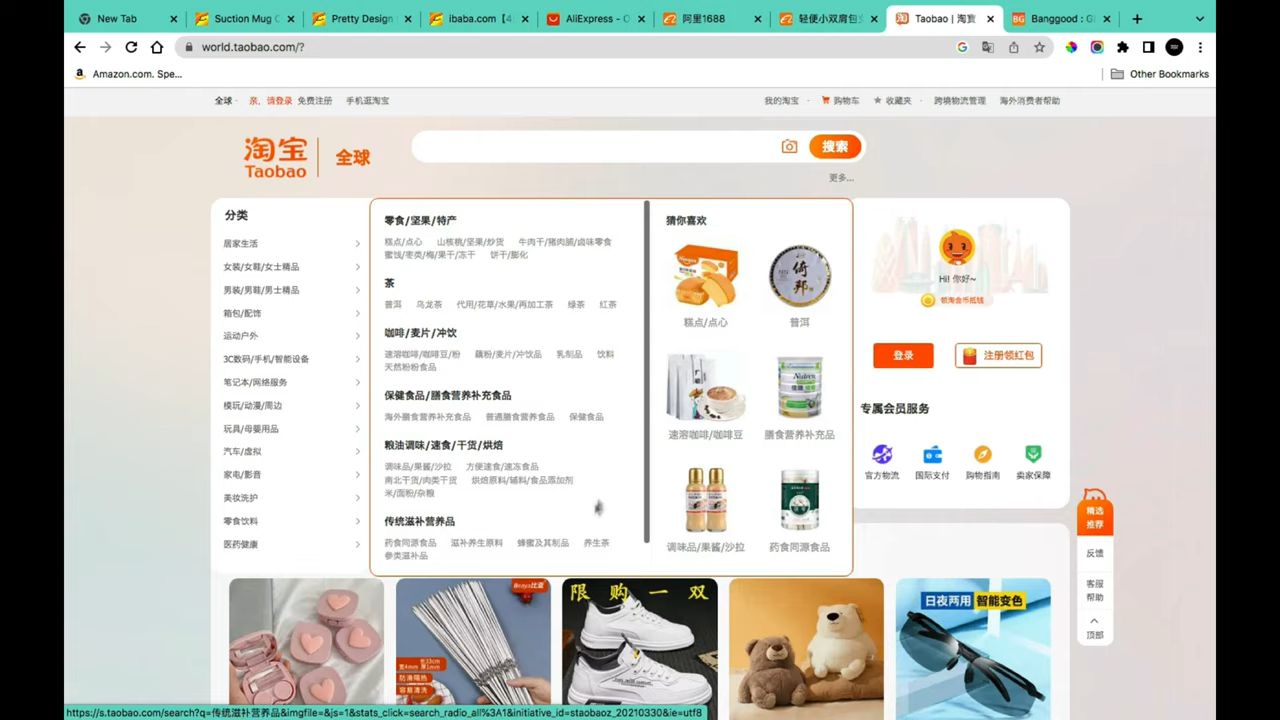 New Tab
Suction Mug C
Pretty Design
ibaba.com【4
AliExpress - O
阿里1688
轻便小双肩包女
Taobao | 淘宝
Banggood : Gl
world.taobao.com/?
Amazon.com. Spe...
Other Bookmarks
全球
亲，请登录
免费注册
手机逛淘宝
我的淘宝
购物车
收藏夹
跨境物流管理
海外消费者帮助
淘宝
Taobao
全球
搜索
更多...
分类
居家生活
女装/女鞋/女士精品
男装/男鞋/男士精品
箱包/配饰
运动户外
3C数码/手机/智能设备
笔记本/网络服务
模玩/动漫/周边
玩具/母婴用品
汽车/虚拟
家电/影音
美妆洗护
零食饮料
医药健康
零食/坚果/特产
糕点/点心 山核桃/坚果/炒货 牛肉干/猪肉脯/卤味零食
蜜饯/枣类/梅/果干/冻干 饼干/膨化
茶
普洱 乌龙茶 代用/花草/水果/再加工茶 绿茶 红茶
咖啡/麦片/冲饮
速溶咖啡/咖啡豆/粉 藕粉/麦片/冲饮品 乳制品 饮料
天然粉粉食品
保健食品/膳食营养补充食品
海外膳食营养补充食品 普通膳食营养食品 保健食品
粮油调味/速食/干货/烘焙
调味品/果酱/沙拉 方便速食/速冻食品
南北干货/肉类干货 烘焙原料/辅料/食品添加剂
米/面粉/杂粮
传统滋补营养品
药食同源食品 滋补养生原料 蜂蜜及其制品 养生茶
参类滋补品
猜你喜欢
糕点/点心
倚邦
普洱
速溶咖啡/咖啡豆
膳食营养补充品
调味品/果酱/沙拉
药食同源食品
Hi! 你好~
领淘金币抵钱
登录
注册领红包
专属会员服务
官方物流
国际支付
购物指南
卖家保障
精选
推荐
反馈
客服
帮助
顶部
限购一双
日夜两用 智能变色
防滑隔热
容易清洗
https://s.taobao.com/search?q=传统滋补营养品&imgfile=&js=1&stats_click=search_radio_all%3A1&initiative_id=staobaoz_20210330&ie=utf8